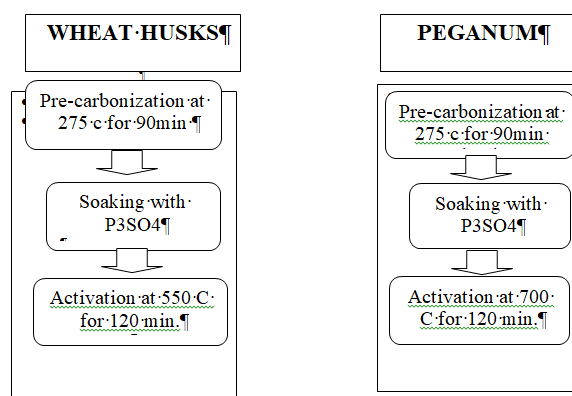 WHEAT·HUSKS¶
¶
Pre-carbonization·at·
275·c·for·90min·¶
Soaking·with·
P3SO4¶
¶
Activation·at·550·C·
for·120·min.¶
PEGANUM¶
Pre-carbonization·at·
275·c·for·90min·
Soaking·with·
P3SO4¶
Activation·at·700·
C·for·120·min.¶